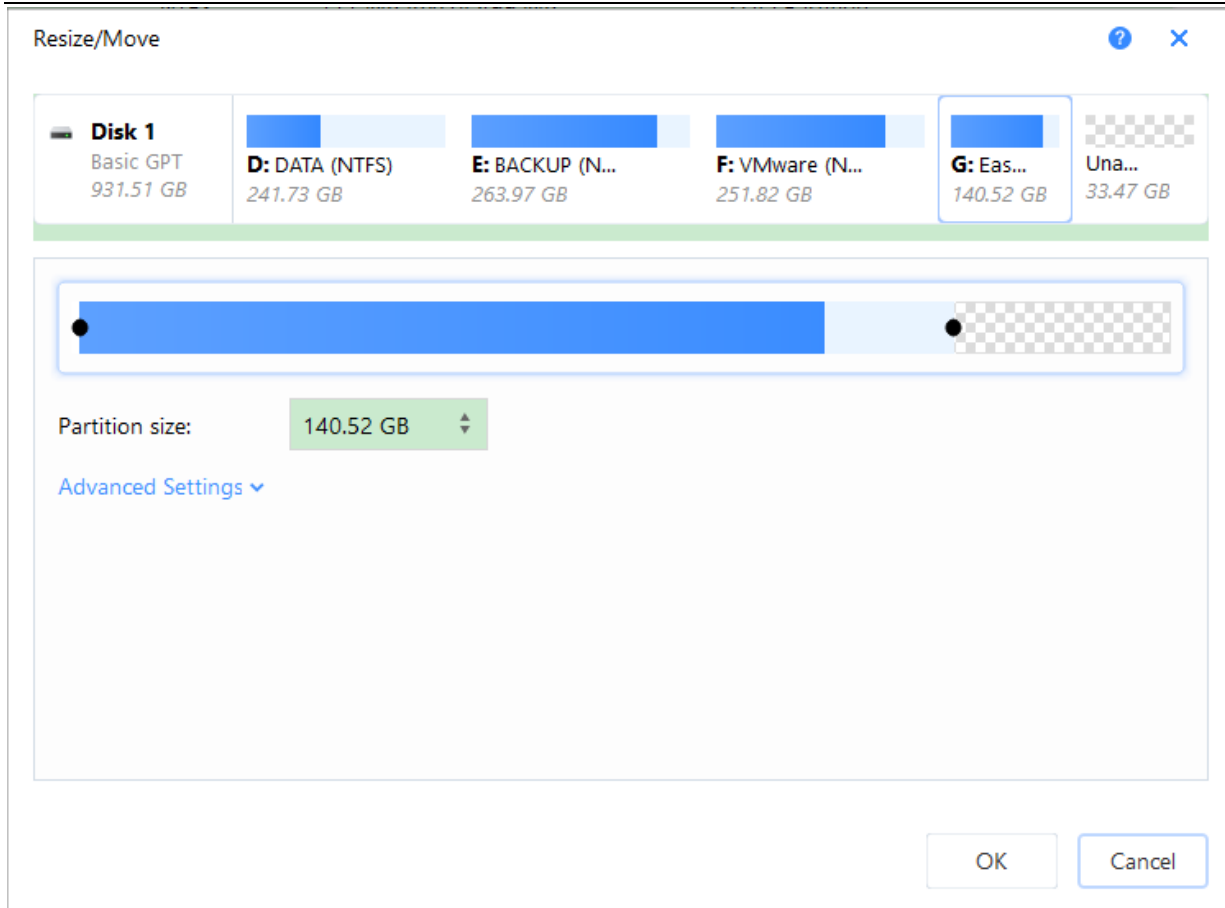 Resize/Move
Disk 1
Basic GPT
931.51 GB
D: DATA (NTFS)
241.73 GB
E: BACKUP (N...
263.97 GB
F: VMware (N...
251.82 GB
G: Eas...
140.52 GB
Una...
33.47 GB
Partition size:
140.52 GB
Advanced Settings
OK
Cancel